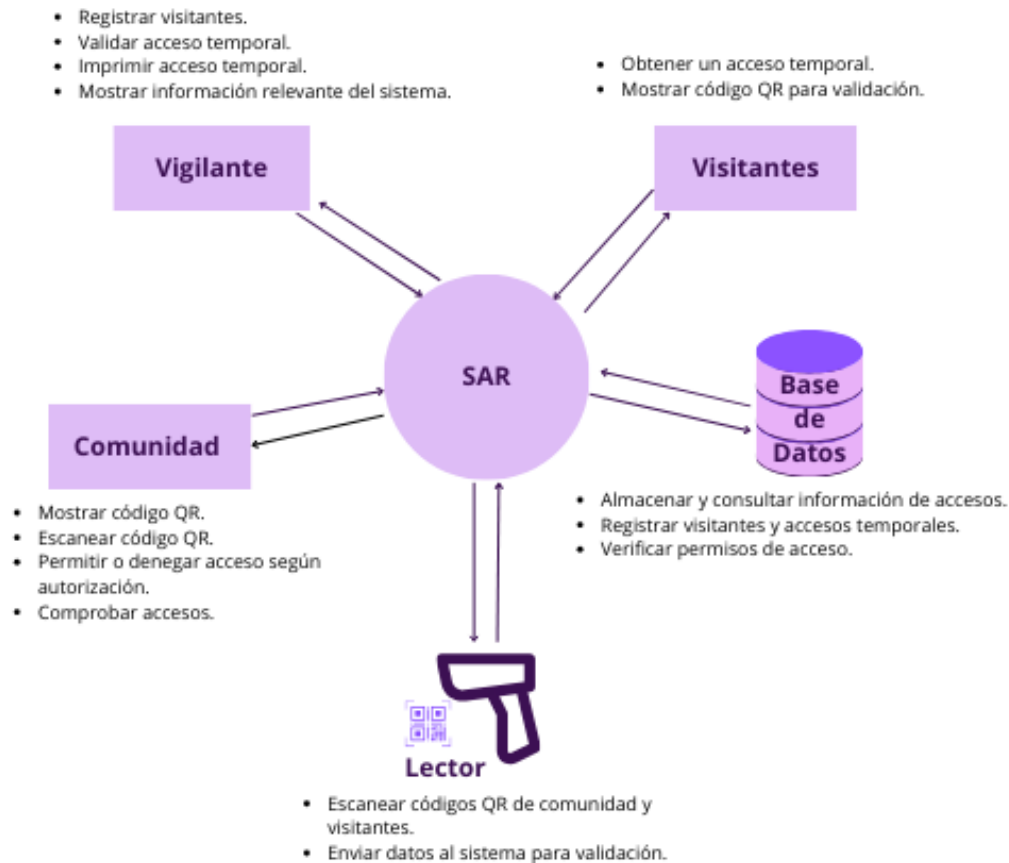 • Registrar visitantes.
• Validar acceso temporal.
• Imprimir acceso temporal.
• Mostrar información relevante del sistema.
• Obtener un acceso temporal.
• Mostrar código QR para validación.
Vigilante
Visitantes
SAR
Base
de
Datos
Comunidad
• Almacenar y consultar información de accesos.
• Registrar visitantes y accesos temporales.
• Verificar permisos de acceso.
• Mostrar código QR.
• Escanear código QR.
• Permitir o denegar acceso según
autorización.
• Comprobar accesos.
Lector
• Escanear códigos QR de comunidad y
visitantes.
• Enviar datos al sistema para validación.